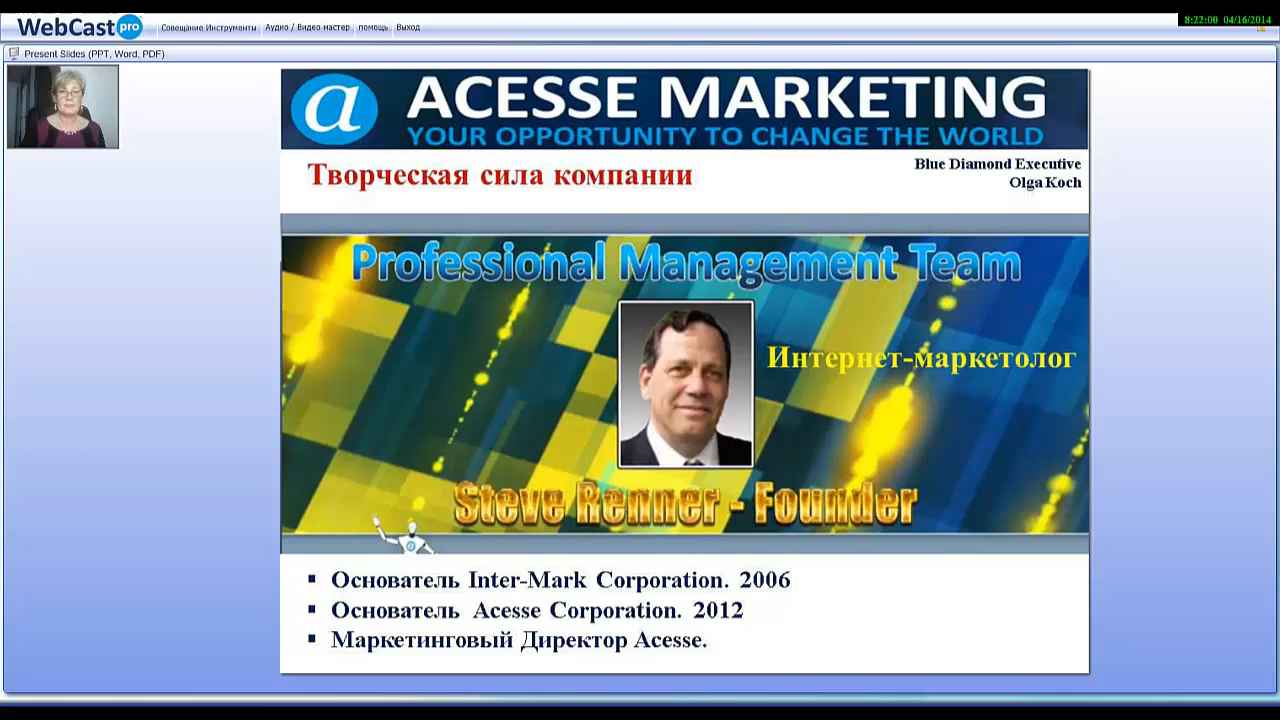 WebCast pro
Совещание Инструменты Аудио / Видео мастер помощь Выход
8:22:00 04/16/2014
Present Slides (PPT, Word, PDF)
a ACESSE MARKETING
YOUR OPPORTUNITY TO CHANGE THE WORLD
Творческая сила компании
Blue Diamond Executive
Olga Koch
Professional Management Team
Интернет-маркетолог
Steve Renner - Founder
▪ Основатель Inter-Mark Corporation. 2006
▪ Основатель Acesse Corporation. 2012
▪ Маркетинговый Директор Acesse.